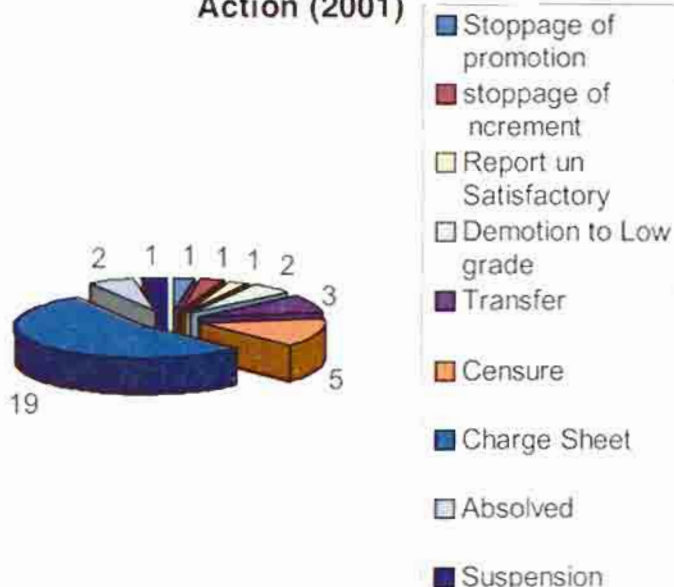 Action (2001)
Stoppage of
promotion
stoppage of
ncrement
Report un
Satisfactory
Demotion to Low
grade
Transfer
Censure
Charge Sheet
Absolved
Suspension
2 1 1 1 1 2
3
5
19